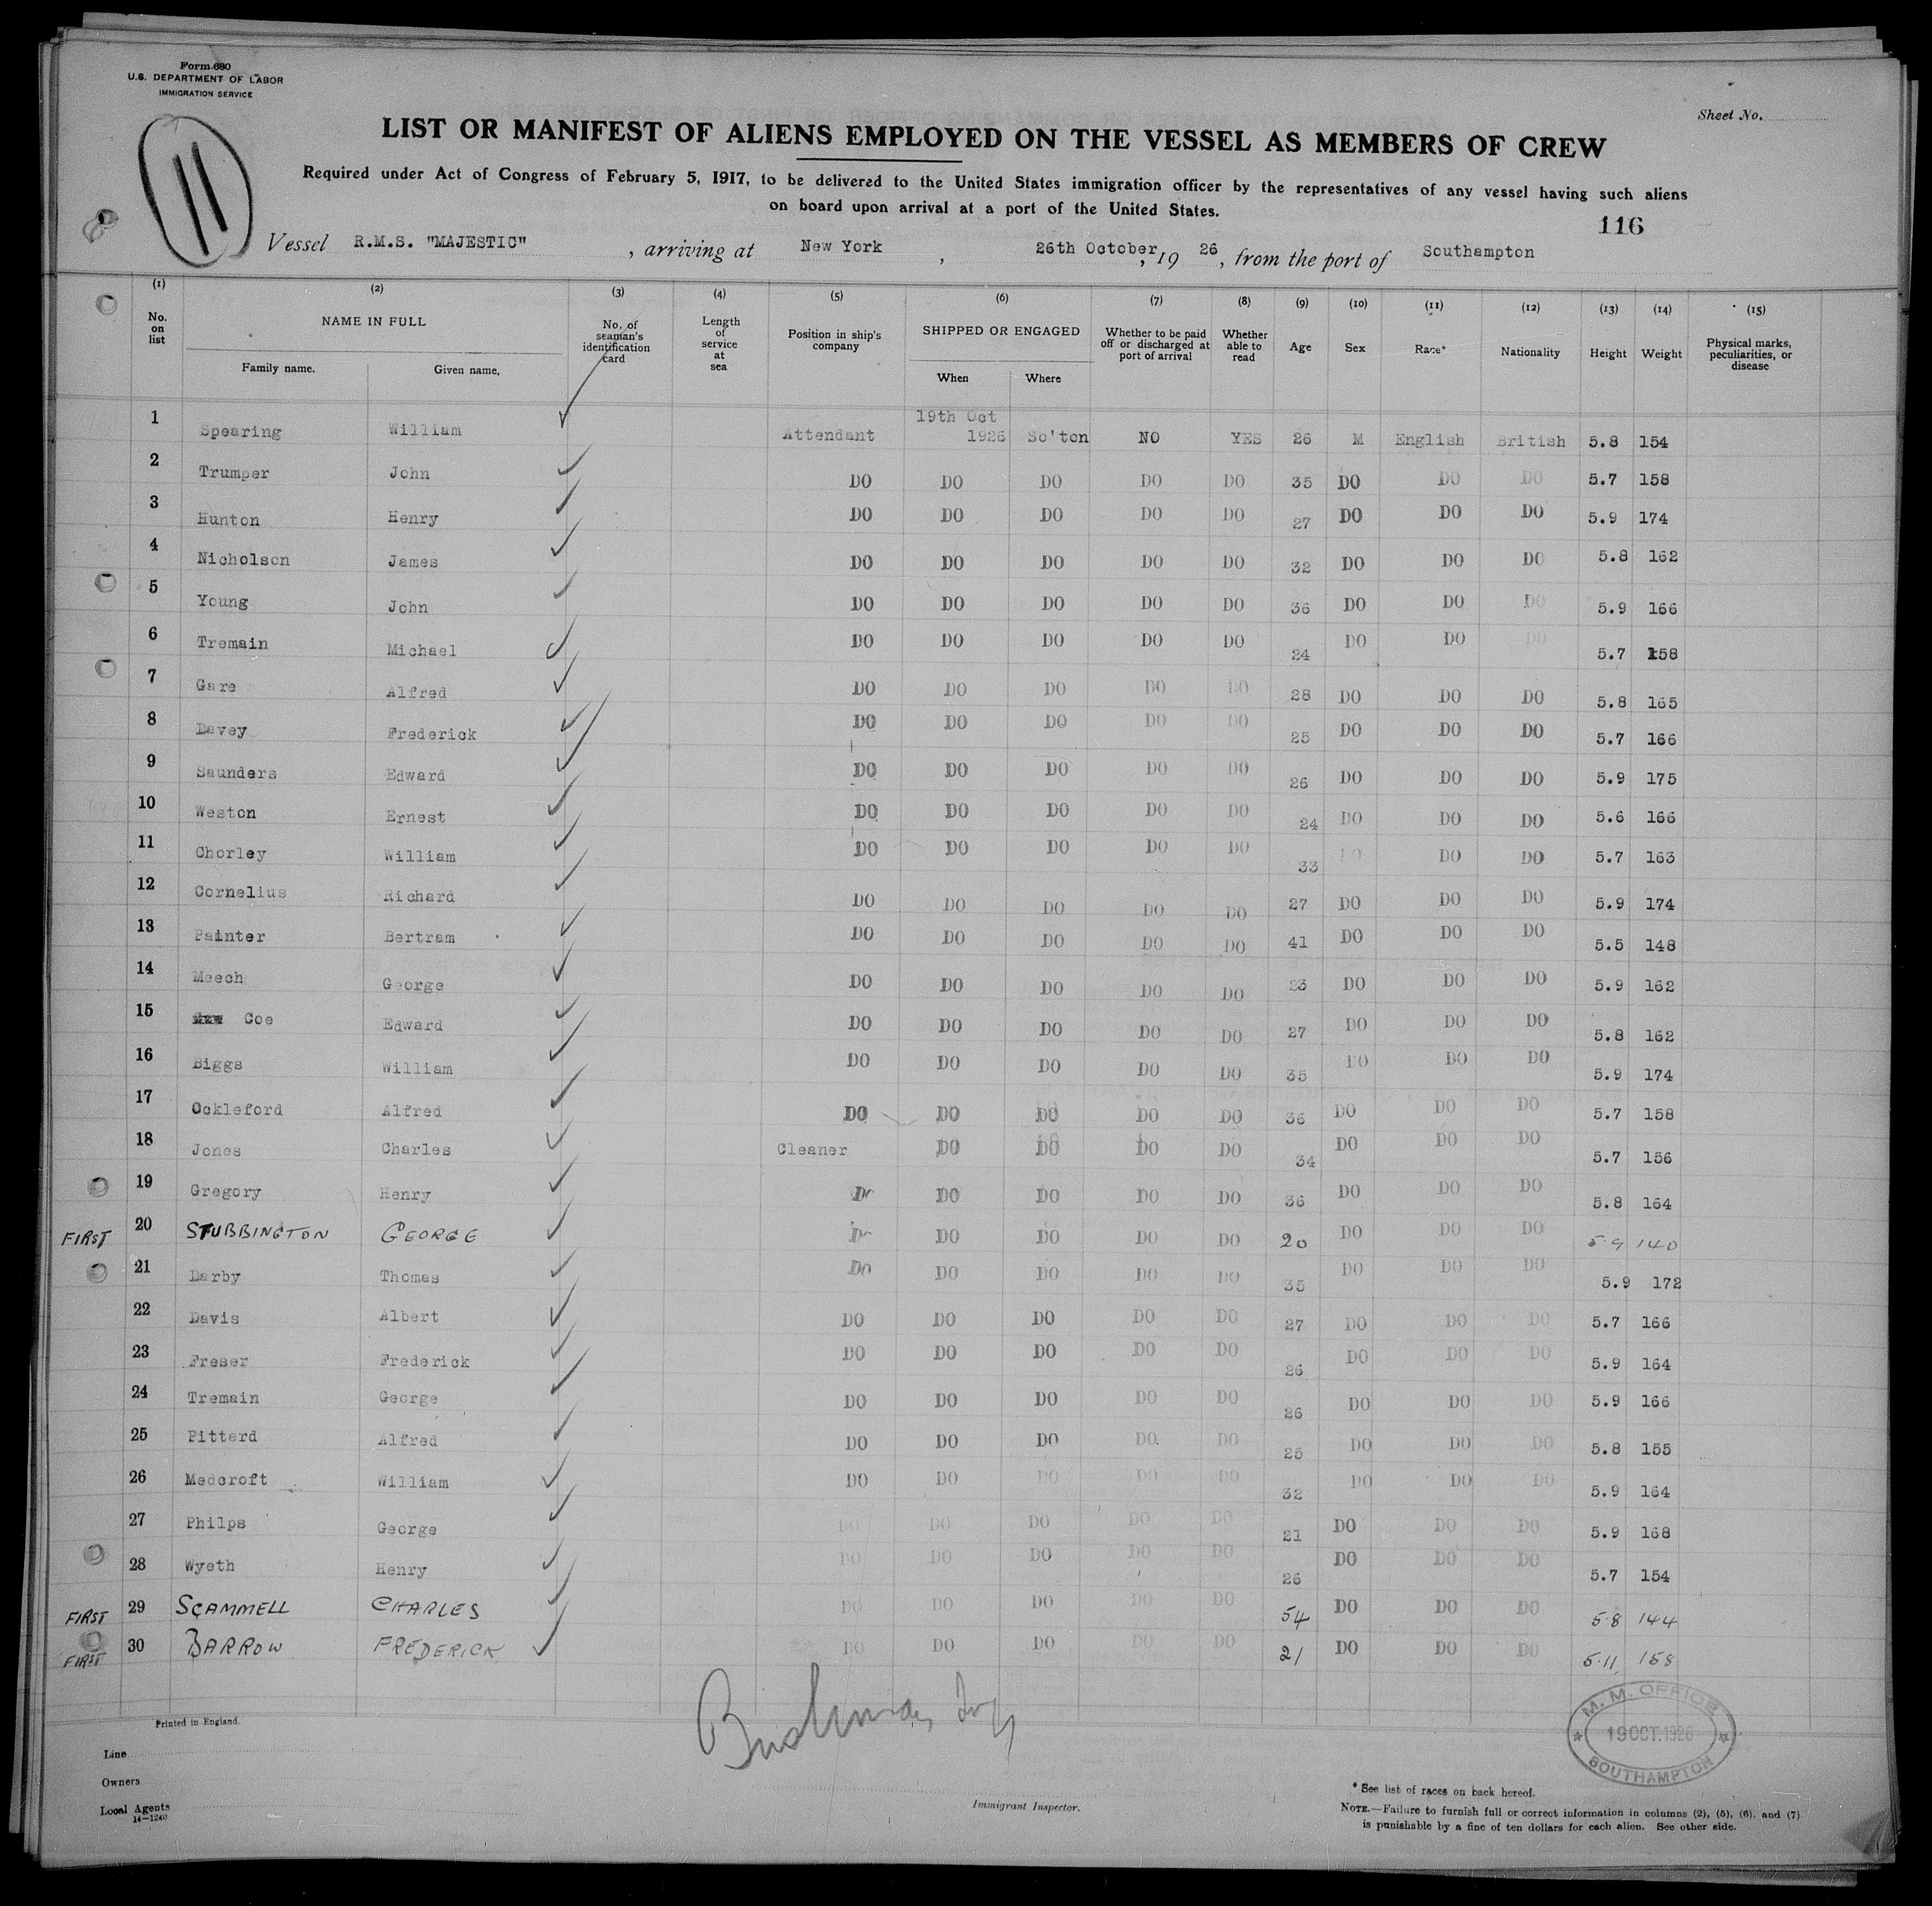 Form 680
U.S. DEPARTMENT OF LABOR
IMMIGRATION SERVICE
Sheet No.
11
LIST OR MANIFEST OF ALIENS EMPLOYED ON THE VESSEL AS MEMBERS OF CREW
Required under Act of Congress of February 5, 1917, to be delivered to the United States immigration officer by the representatives of any vessel having such aliens
on board upon arrival at a port of the United States.
116
Vessel R.M.S. "MAJESTIC", arriving at New York, 26th October, 19 26, from the port of Southampton
(1) (2) (3) (4) (5) (6) (7) (8) (9) (10) (11) (12) (13) (14) (15)
No. on list NAME IN FULL Family name. Given name. No. of seaman's identification card Length of service at sea Position in ship's company SHIPPED OR ENGAGED When Where Whether to be paid off or discharged at port of arrival Whether able to read Age Sex Race* Nationality Height Weight Physical marks, peculiarities, or disease
1 Spearing William Attendant 19th Oct 1926 So'ton NO YES 26 M English British 5.8 154
2 Trumper John DO DO DO DO DO 35 DO DO DO 5.7 158
3 Hunton Henry DO DO DO DO DO 27 DO DO DO 5.9 174
4 Nicholson James DO DO DO DO DO 32 DO DO DO 5.8 162
5 Young John DO DO DO DO DO 36 DO DO DO 5.9 166
6 Tremain Michael DO DO DO DO DO 24 DO DO DO 5.7 158
7 Gare Alfred DO DO DO DO DO 28 DO DO DO 5.8 165
8 Davey Frederick DO DO DO DO DO 25 DO DO DO 5.7 166
9 Saunders Edward DO DO DO DO DO 26 DO DO DO 5.9 175
10 Weston Ernest DO DO DO DO DO 24 DO DO DO 5.6 166
11 Chorley William DO DO DO DO DO 33 DO DO DO 5.7 163
12 Cornelius Richard DO DO DO DO DO 27 DO DO DO 5.9 174
13 Painter Bertram DO DO DO DO DO 41 DO DO DO 5.5 148
14 Meech George DO DO DO DO DO 23 DO DO DO 5.9 162
15 Coe Edward DO DO DO DO DO 27 DO DO DO 5.8 162
16 Biggs William DO DO DO DO DO 35 DO DO DO 5.9 174
17 Ockleford Alfred DO DO DO DO DO 36 DO DO DO 5.7 158
18 Jones Charles Cleaner DO DO DO DO 34 DO DO DO 5.7 156
19 Gregory Henry Do DO DO DO DO 36 DO DO DO 5.8 164
FIRST 20 STUBBINGTON GEORGE Do DO DO DO DO 20 DO DO DO 5.9 140
21 Darby Thomas Do DO DO DO DO 35 DO DO DO 5.9 172
22 Davis Albert DO DO DO DO DO 27 DO DO DO 5.7 166
23 Freser Frederick DO DO DO DO DO 26 DO DO DO 5.9 164
24 Tremain George DO DO DO DO DO 26 DO DO DO 5.9 166
25 Pittard Alfred DO DO DO DO DO 25 DO DO DO 5.8 155
26 Medcroft William DO DO DO DO DO 32 DO DO DO 5.9 164
27 Philps George DO DO DO DO DO 21 DO DO DO 5.9 168
28 Wyeth Henry DO DO DO DO DO 26 DO DO DO 5.7 154
FIRST 29 SCAMMELL CHARLES DO DO DO DO DO 54 DO DO DO 5.8 144
FIRST 30 BARROW FREDERICK DO DO DO DO DO 21 DO DO DO 5.11 158
Printed in England.
M. M. OFFICE
19 OCT. 1926
SOUTHAMPTON
Line
Owners
Local Agents
14—1240
Immigrant Inspector.
* See list of races on back hereof.
NOTE.—Failure to furnish full or correct information in columns (2), (5), (6), and (7)
is punishable by a fine of ten dollars for each alien. See other side.